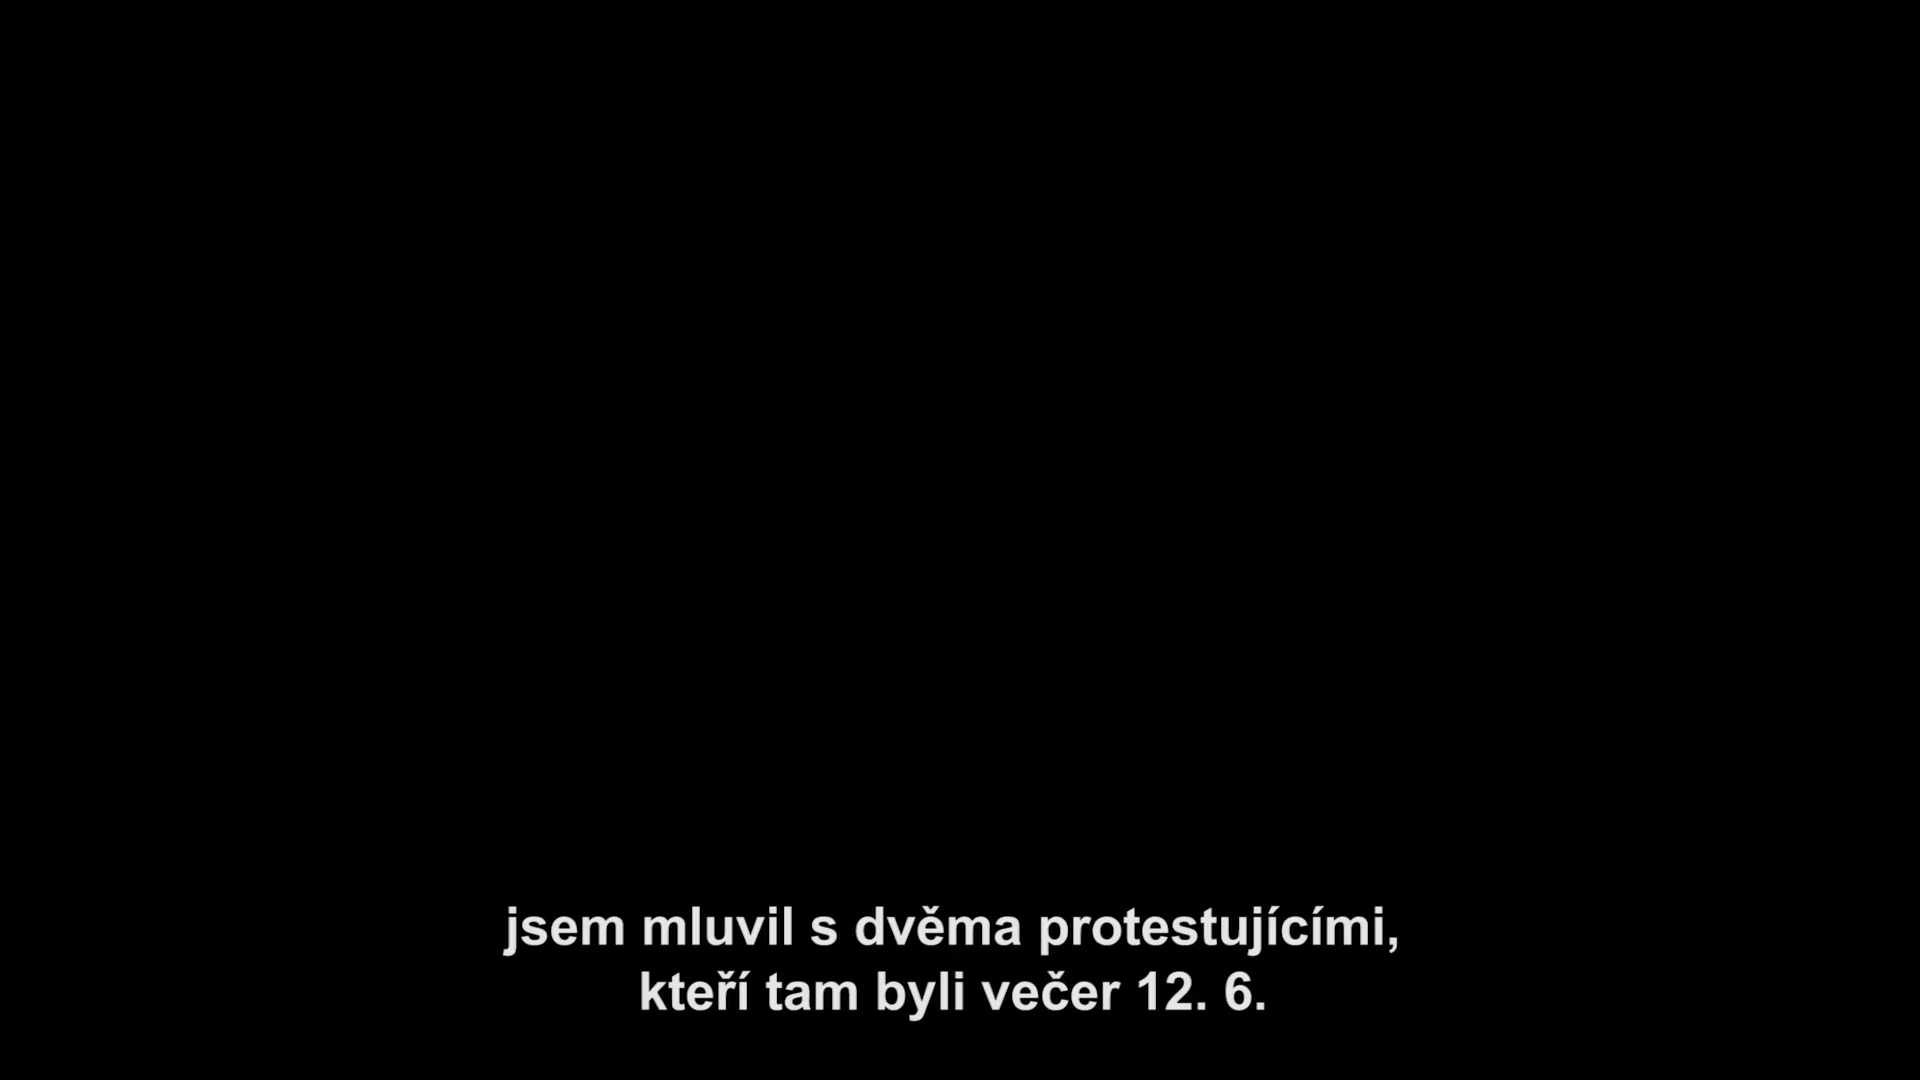 jsem mluvil s dvěma protestujícími,
kteří tam byli večer 12. 6.